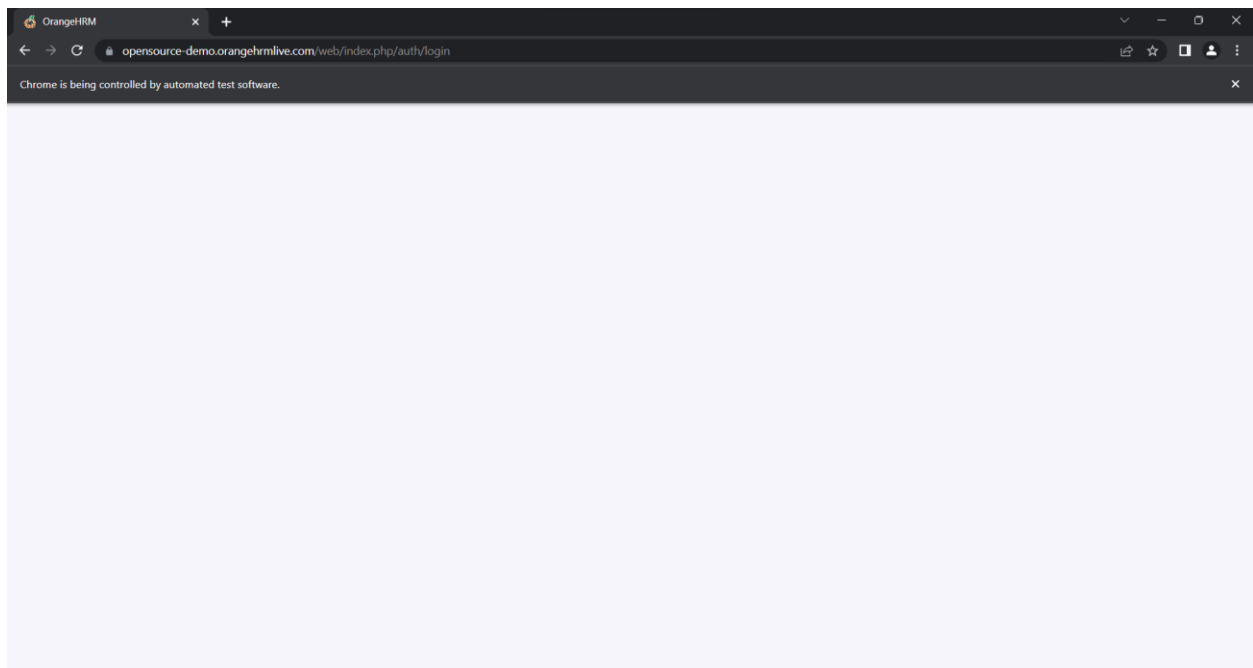 OrangeHRM
opensource-demo.orangehrmlive.com/web/index.php/auth/login
Chrome is being controlled by automated test software.